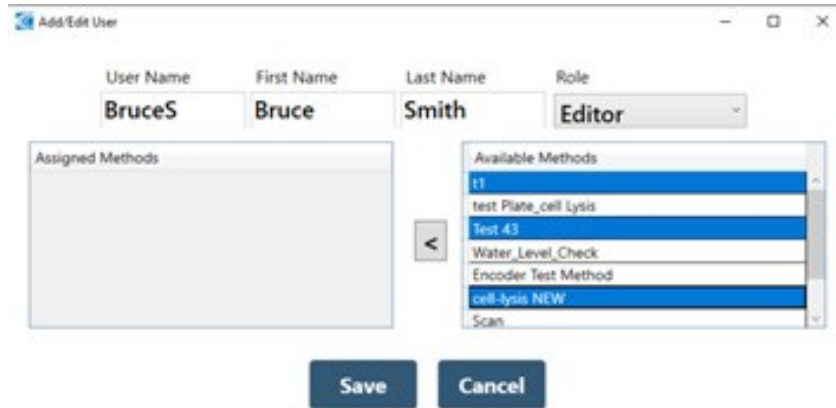 Add/Edit User
User Name First Name Last Name Role
BruceS Bruce Smith Editor
Assigned Methods
Available Methods
t1
test Plate_cell Lysis
Test 43
<
Water_Level_Check
Encoder Test Method
cell-lysis NEW
Scan
Save Cancel